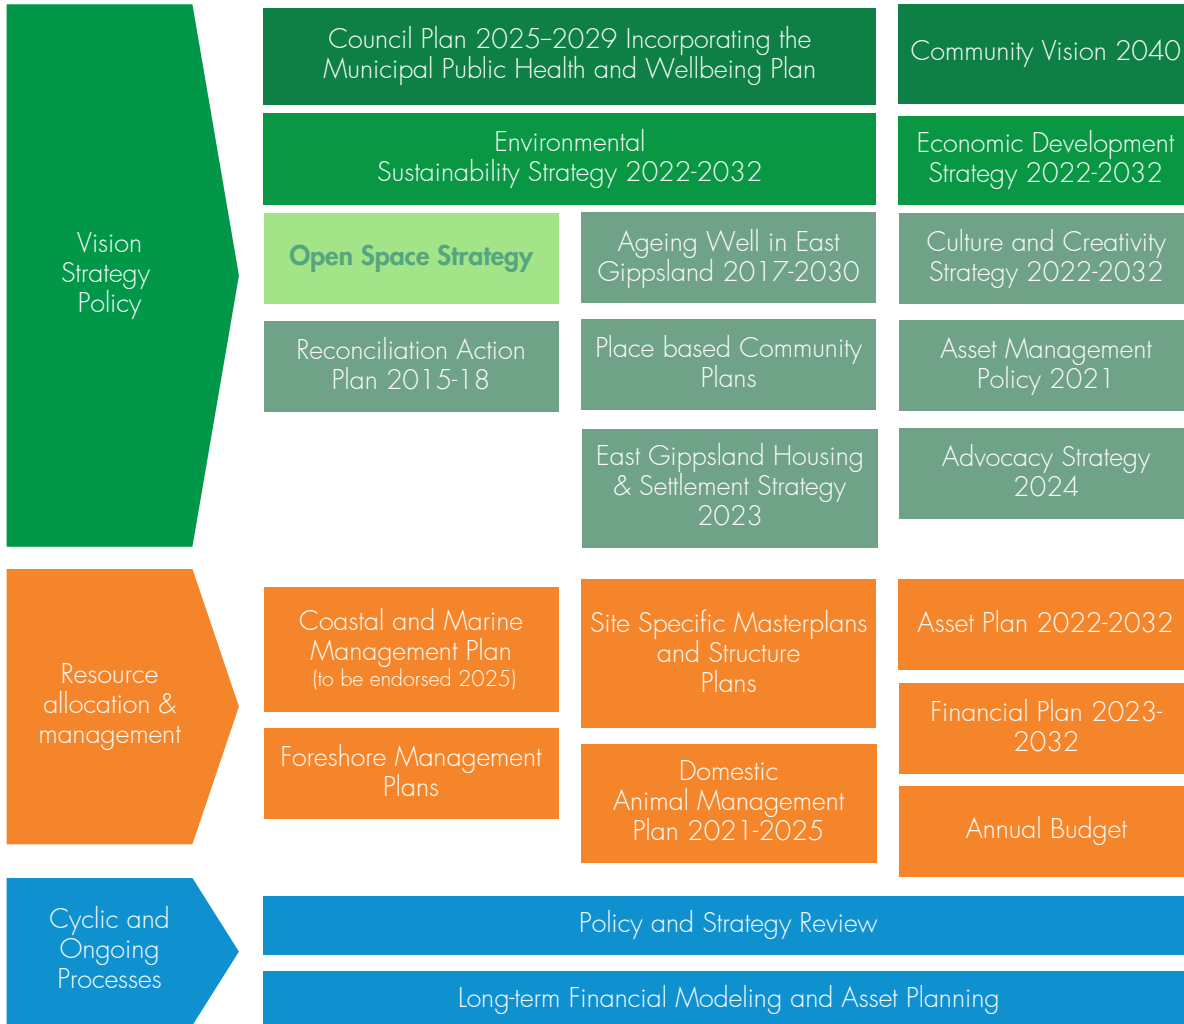 Vision
Strategy
Policy
Council Plan 2025–2029 Incorporating the
Municipal Public Health and Wellbeing Plan
Community Vision 2040
Environmental
Sustainability Strategy 2022-2032
Economic Development
Strategy 2022-2032
Open Space Strategy
Ageing Well in East
Gippsland 2017-2030
Culture and Creativity
Strategy 2022-2032
Reconciliation Action
Plan 2015-18
Place based Community
Plans
Asset Management
Policy 2021
East Gippsland Housing
& Settlement Strategy
2023
Advocacy Strategy
2024
Resource
allocation &
management
Coastal and Marine
Management Plan
(to be endorsed 2025)
Site Specific Masterplans
and Structure
Plans
Asset Plan 2022-2032
Foreshore Management
Plans
Domestic
Animal Management
Plan 2021-2025
Financial Plan 2023-
2032
Annual Budget
Cyclic and
Ongoing
Processes
Policy and Strategy Review
Long-term Financial Modeling and Asset Planning